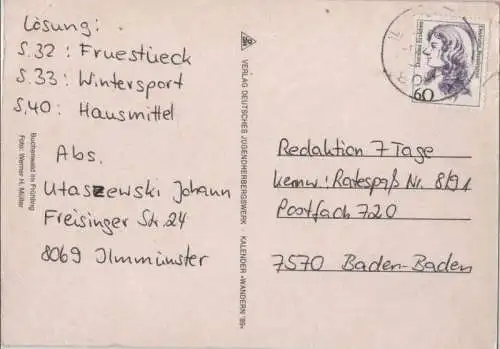 Lösung:
S.32 : Fruestück
S.33 : Wintersport
S.40 : Hausmittel
Abs.
Utaszewski Johann
Freisinger Str. 24
8069 Ilmmünster
Buchenwald im Frühling
Foto: Werner H. Müller
VERLAG DEUTSCHES JUGENDHERBERGSWERK · KALENDER »WANDERN '89«
60
Redaktion 7 Tage
Kennw: Ratespaß Nr. 8/91
Postfach 720
7570 Baden-Baden